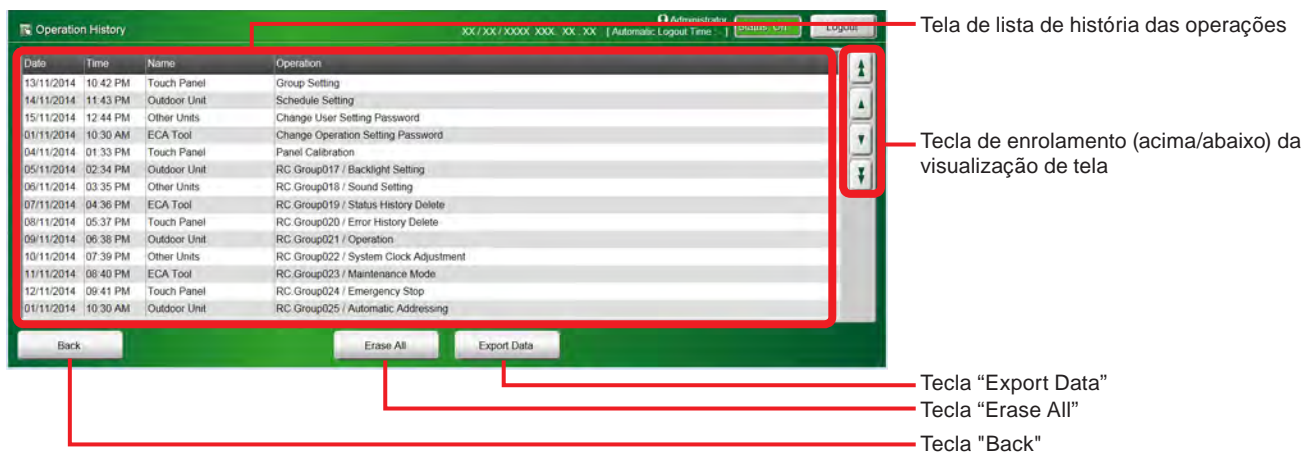 Operation History
XX / XX / XXXX XXX. XX . XX [ Automatic Logout Time : - ]
Administrator
Status: On
Logout
Date Time Name Operation
13/11/2014 10:42 PM Touch Panel Group Setting
14/11/2014 11:43 PM Outdoor Unit Schedule Setting
15/11/2014 12:44 PM Other Units Change User Setting Password
01/11/2014 10:30 AM ECA Tool Change Operation Setting Password
04/11/2014 01:33 PM Touch Panel Panel Calibration
05/11/2014 02:34 PM Outdoor Unit RC Group017 / Backlight Setting
06/11/2014 03:35 PM Other Units RC Group018 / Sound Setting
07/11/2014 04:36 PM ECA Tool RC Group019 / Status History Delete
08/11/2014 05:37 PM Touch Panel RC Group020 / Error History Delete
09/11/2014 06:38 PM Outdoor Unit RC Group021 / Operation
10/11/2014 07:39 PM Other Units RC Group022 / System Clock Adjustment
11/11/2014 08:40 PM ECA Tool RC Group023 / Maintenance Mode
12/11/2014 09:41 PM Touch Panel RC Group024 / Emergency Stop
01/11/2014 10:30 AM Outdoor Unit RC Group025 / Automatic Addressing
Back
Erase All
Export Data
Tela de lista de história das operações
Tecla de enrolamento (acima/abaixo) da
visualização de tela
Tecla “Export Data”
Tecla “Erase All”
Tecla "Back"